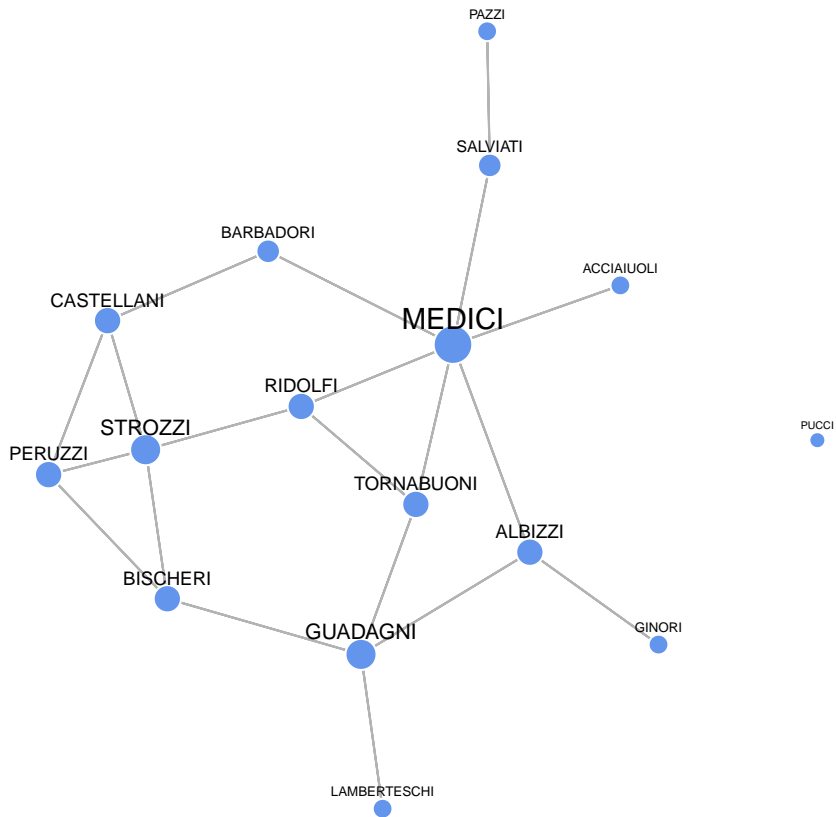 PAZZI
SALVIATI
BARBADORI
ACCIAIUOLI
CASTELLANI
MEDICI
RIDOLFI
STROZZI
PUCCI
PERUZZI
TORNABUONI
ALBIZZI
BISCHERI
GUADAGNI
GINORI
LAMBERTESCHI